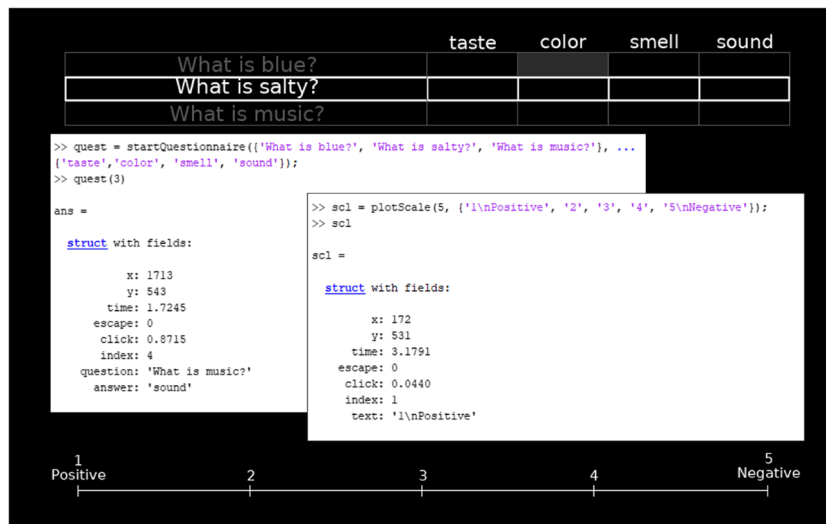 taste color smell sound
What is blue?
What is salty?
What is music?
>> quest = startQuestionnaire({'What is blue?', 'What is salty?', 'What is music?'}, ...
{'taste','color', 'smell', 'sound'});
>> quest(3)
ans =
struct with fields:
x: 1713
y: 543
time: 1.7245
escape: 0
click: 0.8715
index: 4
question: 'What is music?'
answer: 'sound'
>> scl = plotScale(5, {'1\nPositive', '2', '3', '4', '5\nNegative'});
>> scl
scl =
struct with fields:
x: 172
y: 531
time: 3.1791
escape: 0
click: 0.0440
index: 1
text: '1\nPositive'
1 2 3 4 5
Positive Negative